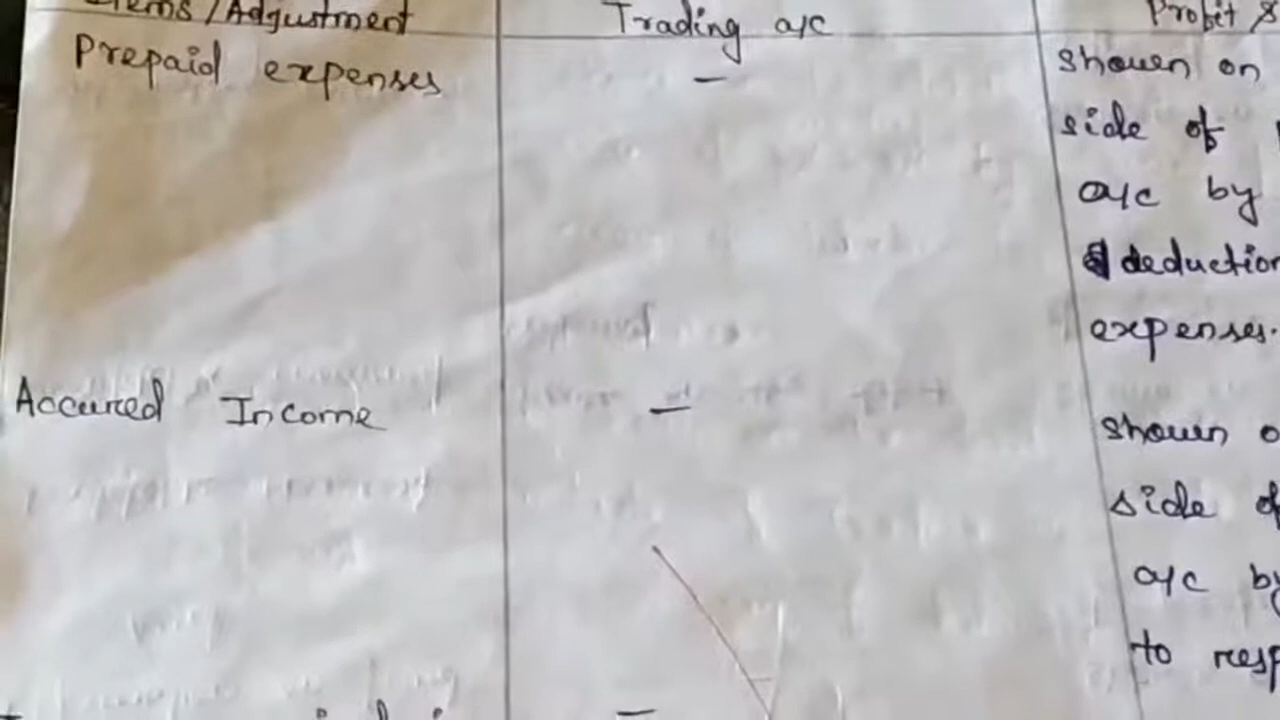 Items/Adjustment Trading a/c Profit &
Prepaid expenses — shown on
side of
a/c by
deduction
expenses.
Accured Income — shown o
side of
a/c by
to resp
—